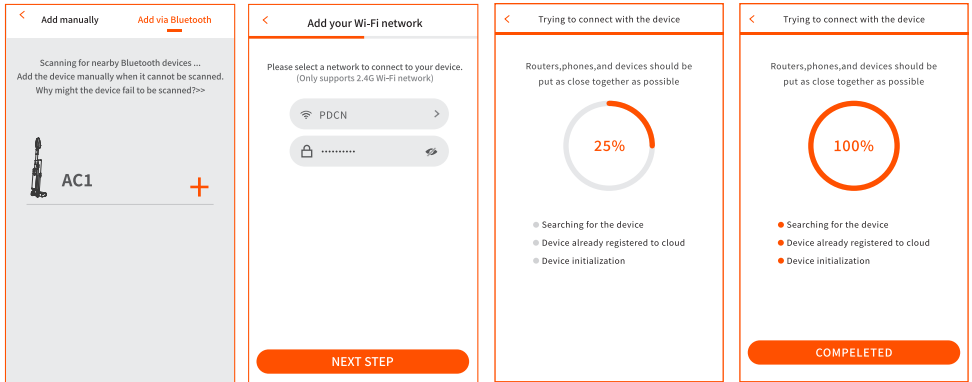 Add manually
Add via Bluetooth
Scanning for nearby Bluetooth devices ...
Add the device manually when it cannot be scanned.
Why might the device fail to be scanned?>>
AC1
Add your Wi-Fi network
Please select a network to connect to your device.
(Only supports 2.4G Wi-Fi network)
PDCN
NEXT STEP
Trying to connect with the device
Routers,phones,and devices should be
put as close together as possible
25%
Searching for the device
Device already registered to cloud
Device initialization
Trying to connect with the device
Routers,phones,and devices should be
put as close together as possible
100%
Searching for the device
Device already registered to cloud
Device initialization
COMPELETED